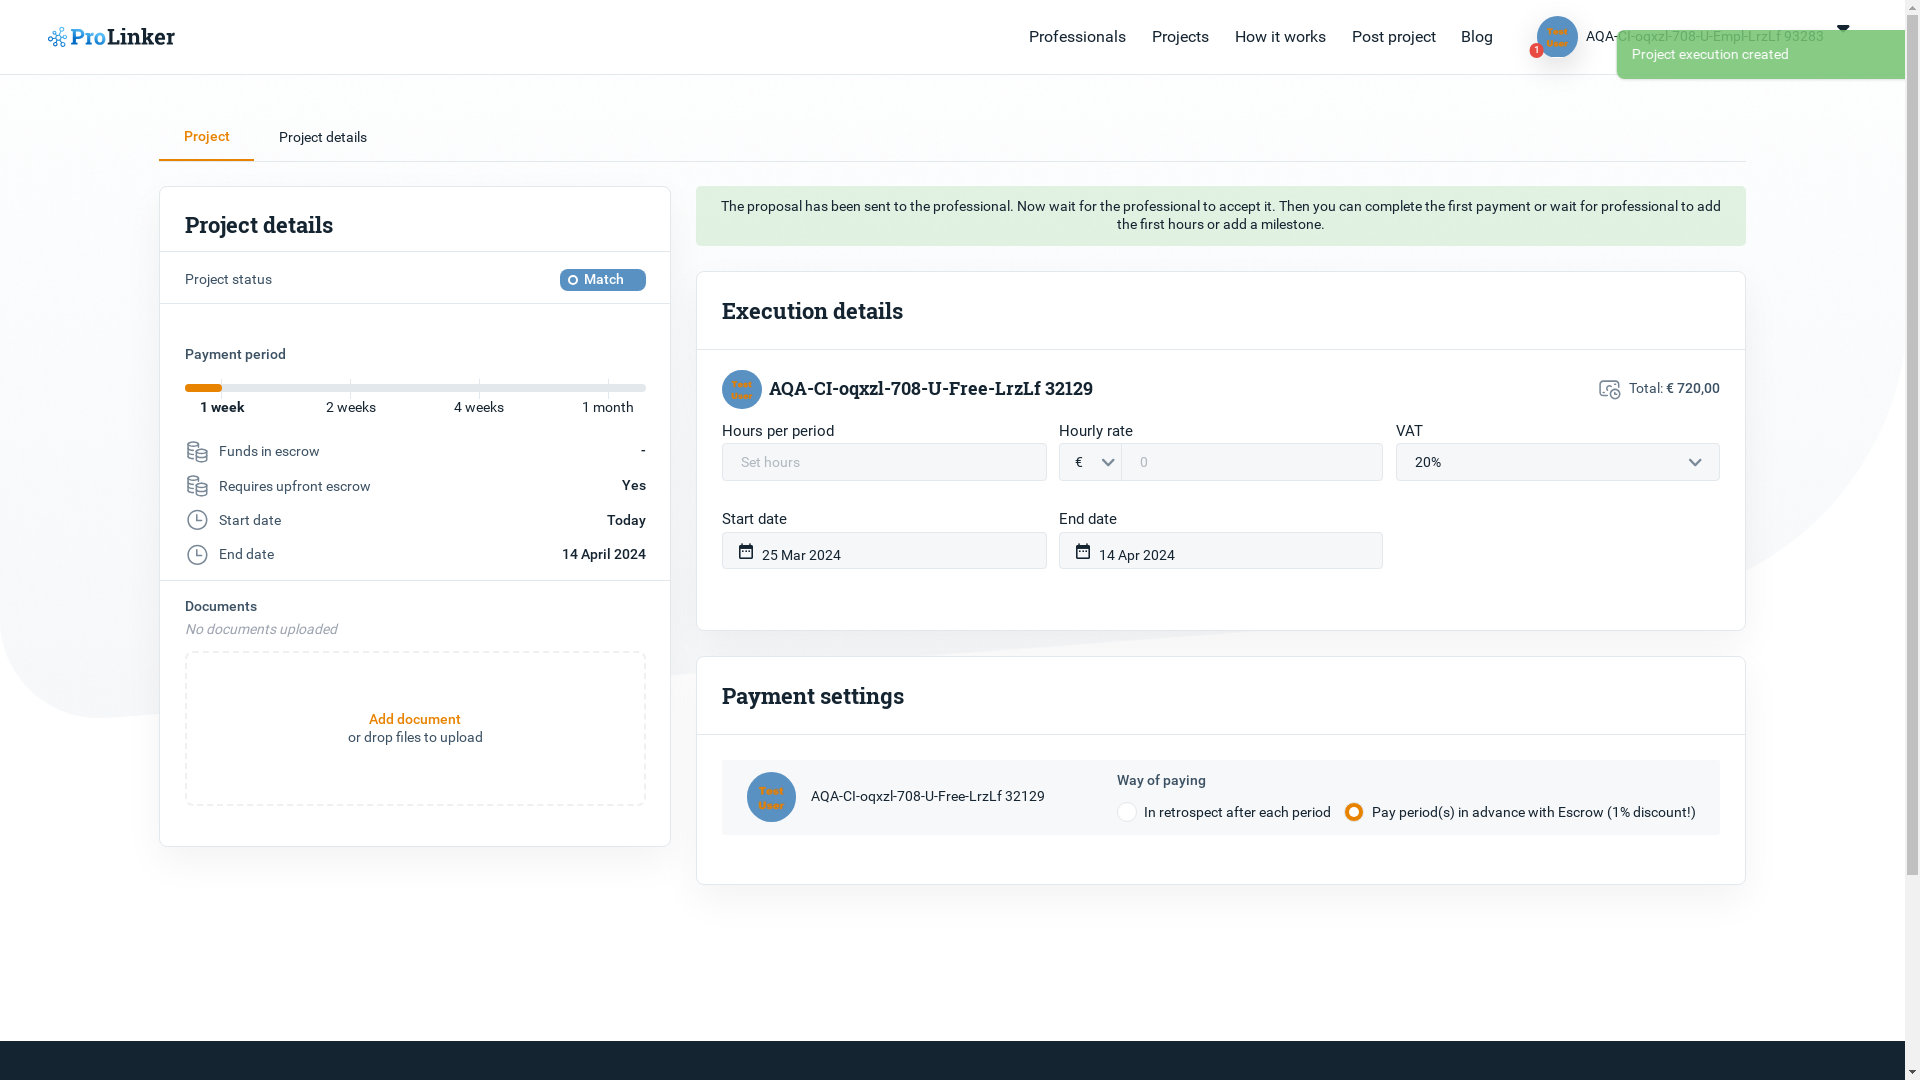 ProLinker
Professionals
Projects
How it works
Post project
Blog
Test
User
1
AQA-CI-oqxzl-708-U-Empl-LrzLf 93283
Project execution created
Project
Project details
Project details
Project status
Match
Payment period
1 week
2 weeks
4 weeks
1 month
Funds in escrow
-
Requires upfront escrow
Yes
Start date
Today
End date
14 April 2024
Documents
No documents uploaded
Add document
or drop files to upload
The proposal has been sent to the professional. Now wait for the professional to accept it. Then you can complete the first payment or wait for professional to add
the first hours or add a milestone.
Execution details
Test
User
AQA-CI-oqxzl-708-U-Free-LrzLf 32129
Total: € 720,00
Hours per period
Hourly rate
VAT
Set hours
€
0
20%
Start date
End date
25 Mar 2024
14 Apr 2024
Payment settings
Test
User
AQA-CI-oqxzl-708-U-Free-LrzLf 32129
Way of paying
In retrospect after each period
Pay period(s) in advance with Escrow (1% discount!)